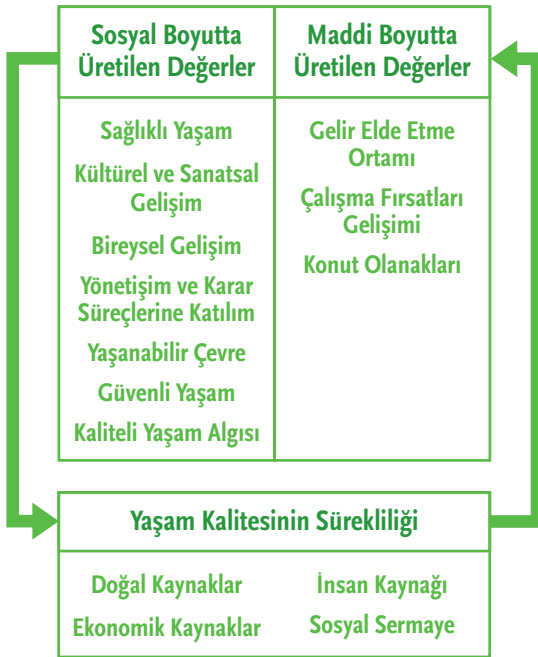 Sosyal Boyutta
Üretilen Değerler
Sağlıklı Yaşam
Kültürel ve Sanatsal
Gelişim
Bireysel Gelişim
Yönetişim ve Karar
Süreçlerine Katılım
Yaşanabilir Çevre
Güvenli Yaşam
Kaliteli Yaşam Algısı
Maddi Boyutta
Üretilen Değerler
Gelir Elde Etme
Ortamı
Çalışma Fırsatları
Gelişimi
Konut Olanakları
Yaşam Kalitesinin Sürekliliği
Doğal Kaynaklar
Ekonomik Kaynaklar
İnsan Kaynağı
Sosyal Sermaye